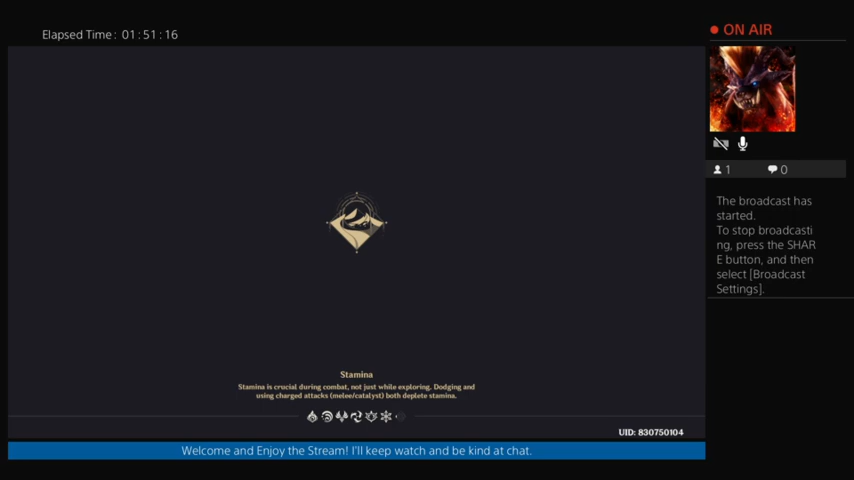 Elapsed Time: 01:51:16
ON AIR
1
0
The broadcast has
started.
To stop broadcasti
ng, press the SHAR
E button, and then
select [Broadcast
Settings].
Stamina
Stamina is crucial during combat, not just while exploring. Dodging and
using charged attacks (melee/catalyst) both deplete stamina.
UID: 830750104
Welcome and Enjoy the Stream! I'll keep watch and be kind at chat.